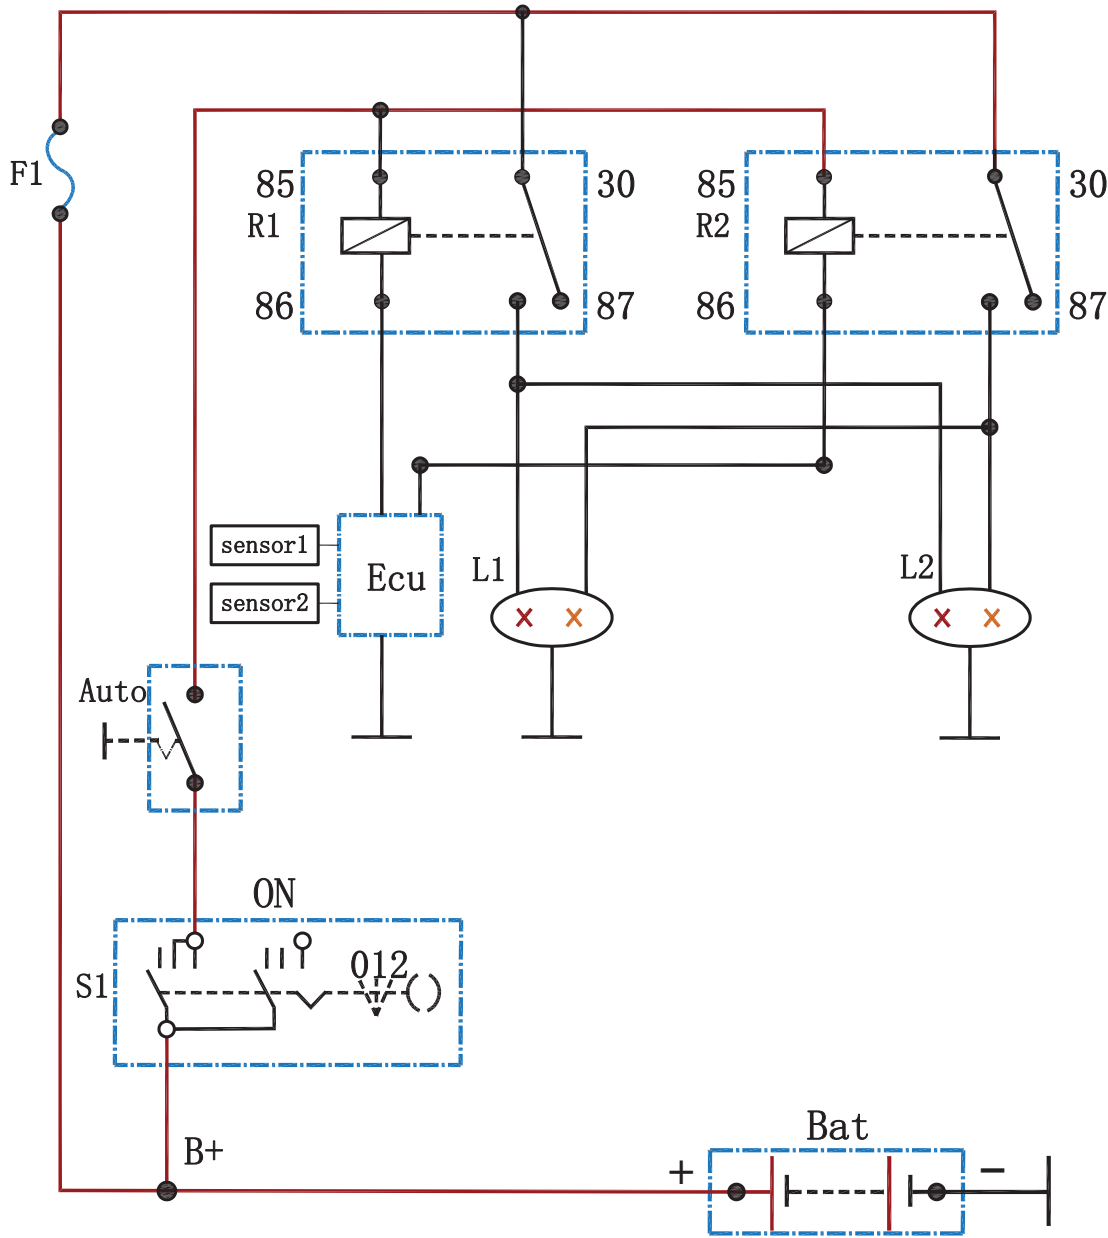 F1
85
30
R1
86
87
85
30
R2
86
87
sensor1
sensor2
Ecu
L1
L2
Auto
ON
S1
012
B+
Bat
+
−